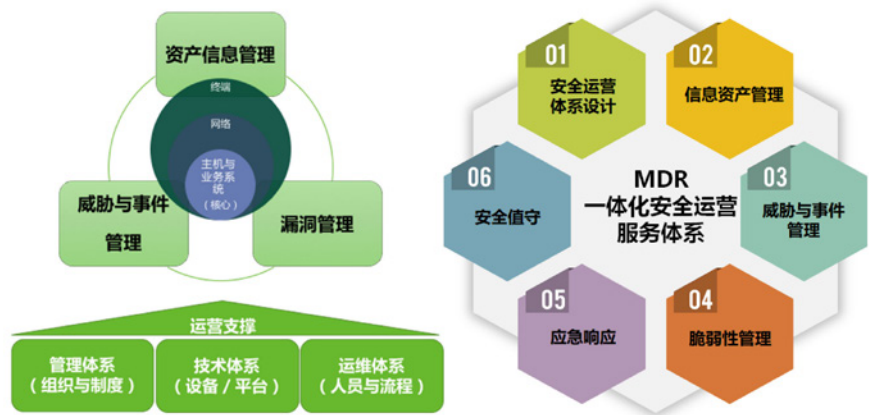 资产信息管理
终端
网络
主机与
业务系
统
（核心）
威胁与事件
管理
漏洞管理
运营支撑
管理体系
（组织与制度）
技术体系
（设备／平台）
运维体系
（人员与流程）
01
安全运营
体系设计
02
信息资产管理
03
威胁与事件
管理
04
脆弱性管理
05
应急响应
06
安全值守
MDR
一体化安全运营
服务体系